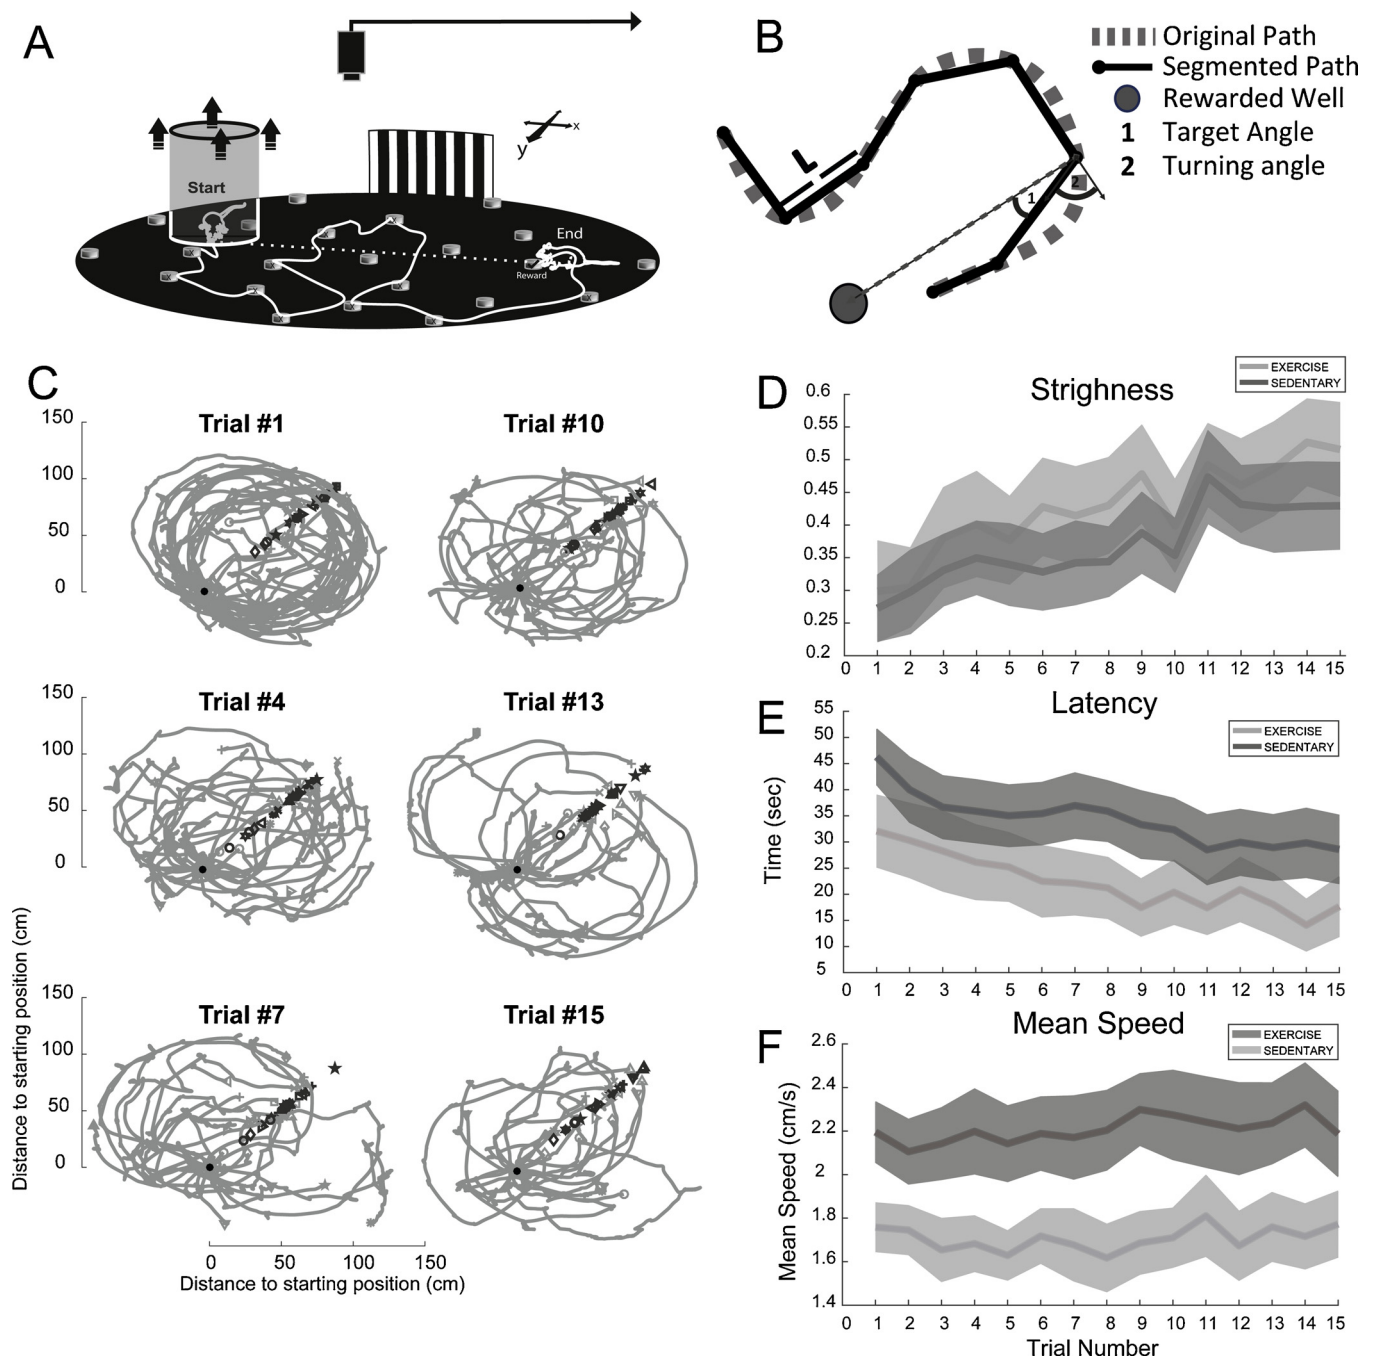 A
Start
x
y
End
Reward
B
Original Path
Segmented Path
Rewarded Well
1 Target Angle
2 Turning angle
L
1
2
C
Trial #1
Trial #10
150
100
50
0
Trial #4
Trial #13
150
100
50
0
Trial #7
Trial #15
150
100
50
0
Distance to starting position (cm)
0 50 100 150
Distance to starting position (cm)
D
Strighness
EXERCISE
SEDENTARY
0.6
0.55
0.5
0.45
0.4
0.35
0.3
0.25
0.2
0 1 2 3 4 5 6 7 8 9 10 11 12 13 14 15
E
Latency
EXERCISE
SEDENTARY
Time (sec)
55
50
45
40
35
30
25
20
15
10
5
0 1 2 3 4 5 6 7 8 9 10 11 12 13 14 15
F
Mean Speed
EXERCISE
SEDENTARY
Mean Speed (cm/s)
2.6
2.4
2.2
2
1.8
1.6
1.4
0 1 2 3 4 5 6 7 8 9 10 11 12 13 14 15
Trial Number